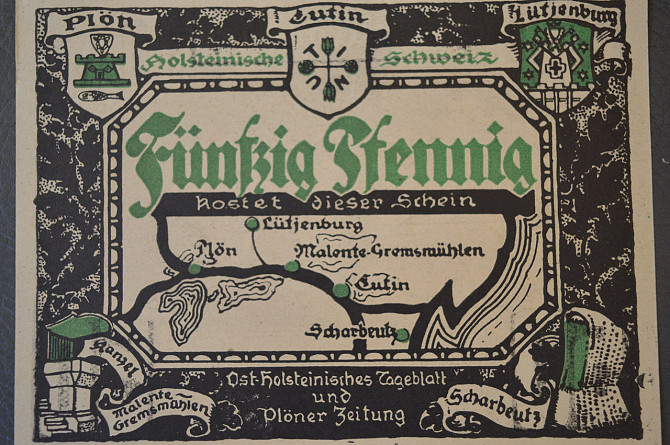 Plön
Eutin
Lütjenburg
Holsteinische Schweiz
UTIN
Fünfzig Pfennig
kostet dieser Schein
Lütjenburg
Plön
Malente-Gremsmühlen
Eutin
Scharbeutz
Kanzel
Malente
Gremsmühlen
Ost-Holsteinisches Tageblatt
und
Plöner Zeitung
Scharbeutz